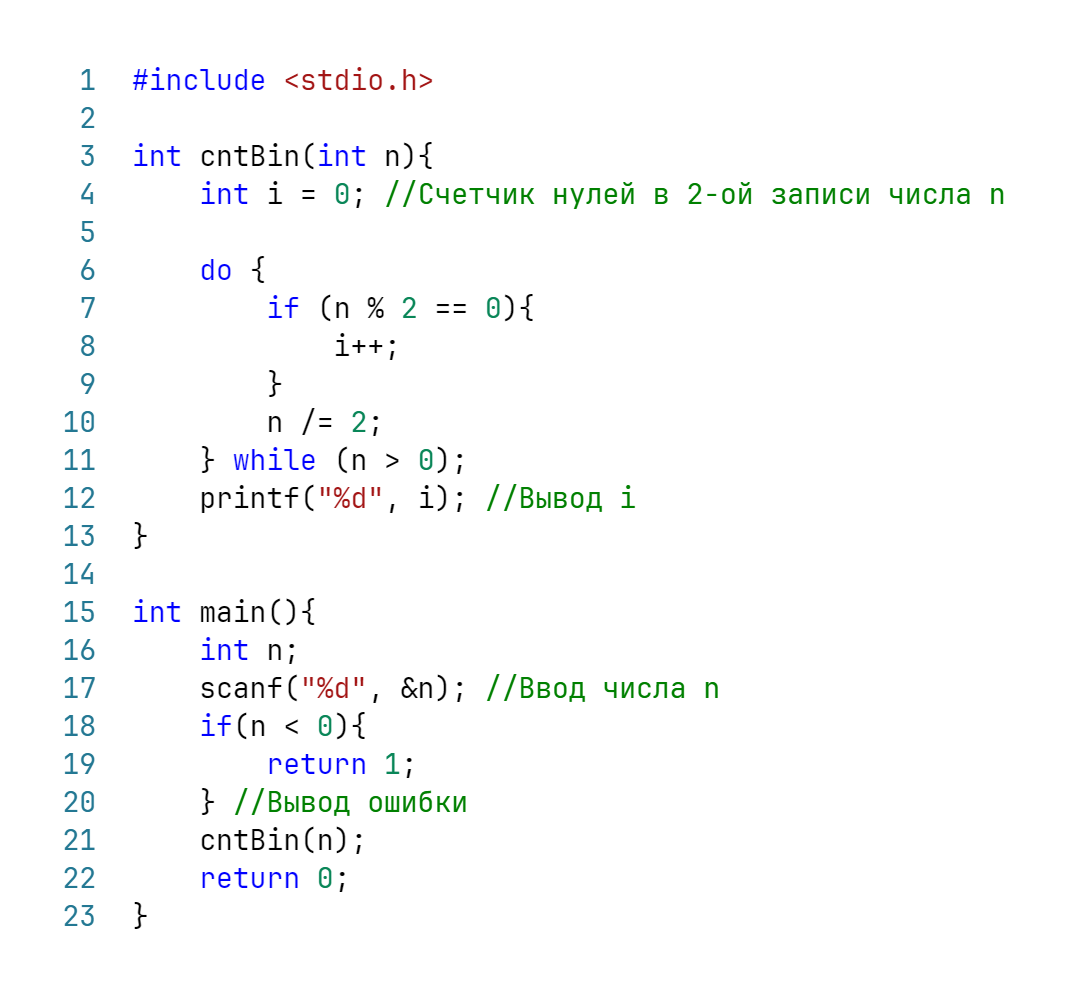 1 #include <stdio.h>
2
3 int cntBin(int n){
4     int i = 0; //Счетчик нулей в 2-ой записи числа n
5
6     do {
7         if (n % 2 == 0){
8             i++;
9         }
10         n /= 2;
11     } while (n > 0);
12     printf("%d", i); //Вывод i
13 }
14
15 int main(){
16     int n;
17     scanf("%d", &n); //Ввод числа n
18     if(n < 0){
19         return 1;
20     } //Вывод ошибки
21     cntBin(n);
22     return 0;
23 }